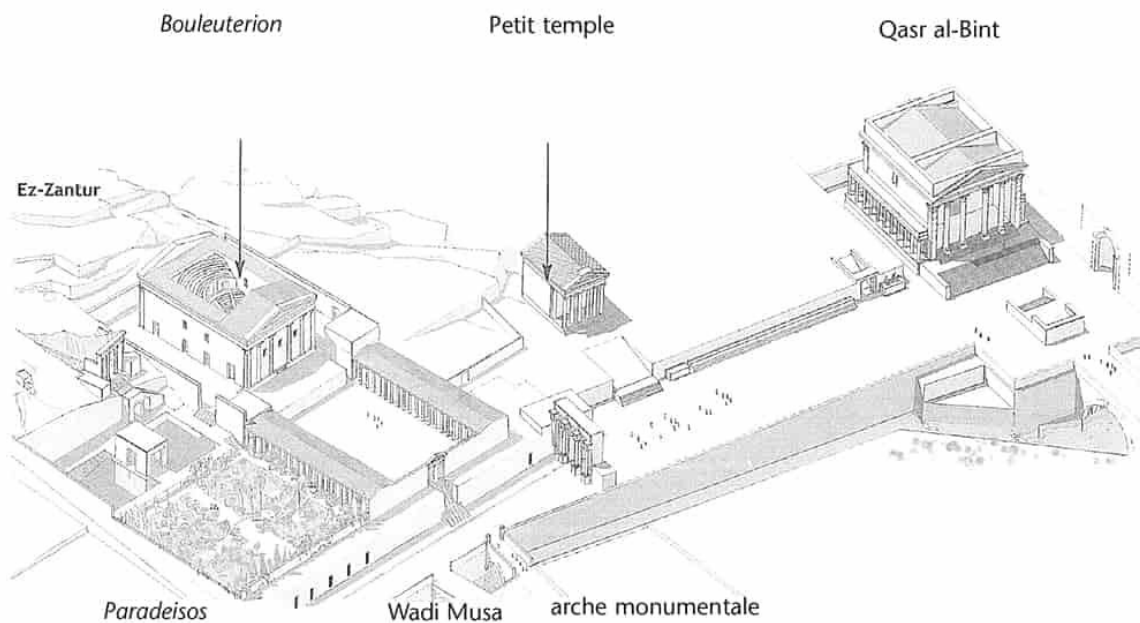 Bouleuterion
Petit temple
Qasr al-Bint
Ez-Zantur
Paradeisos
Wadi Musa
arche monumentale